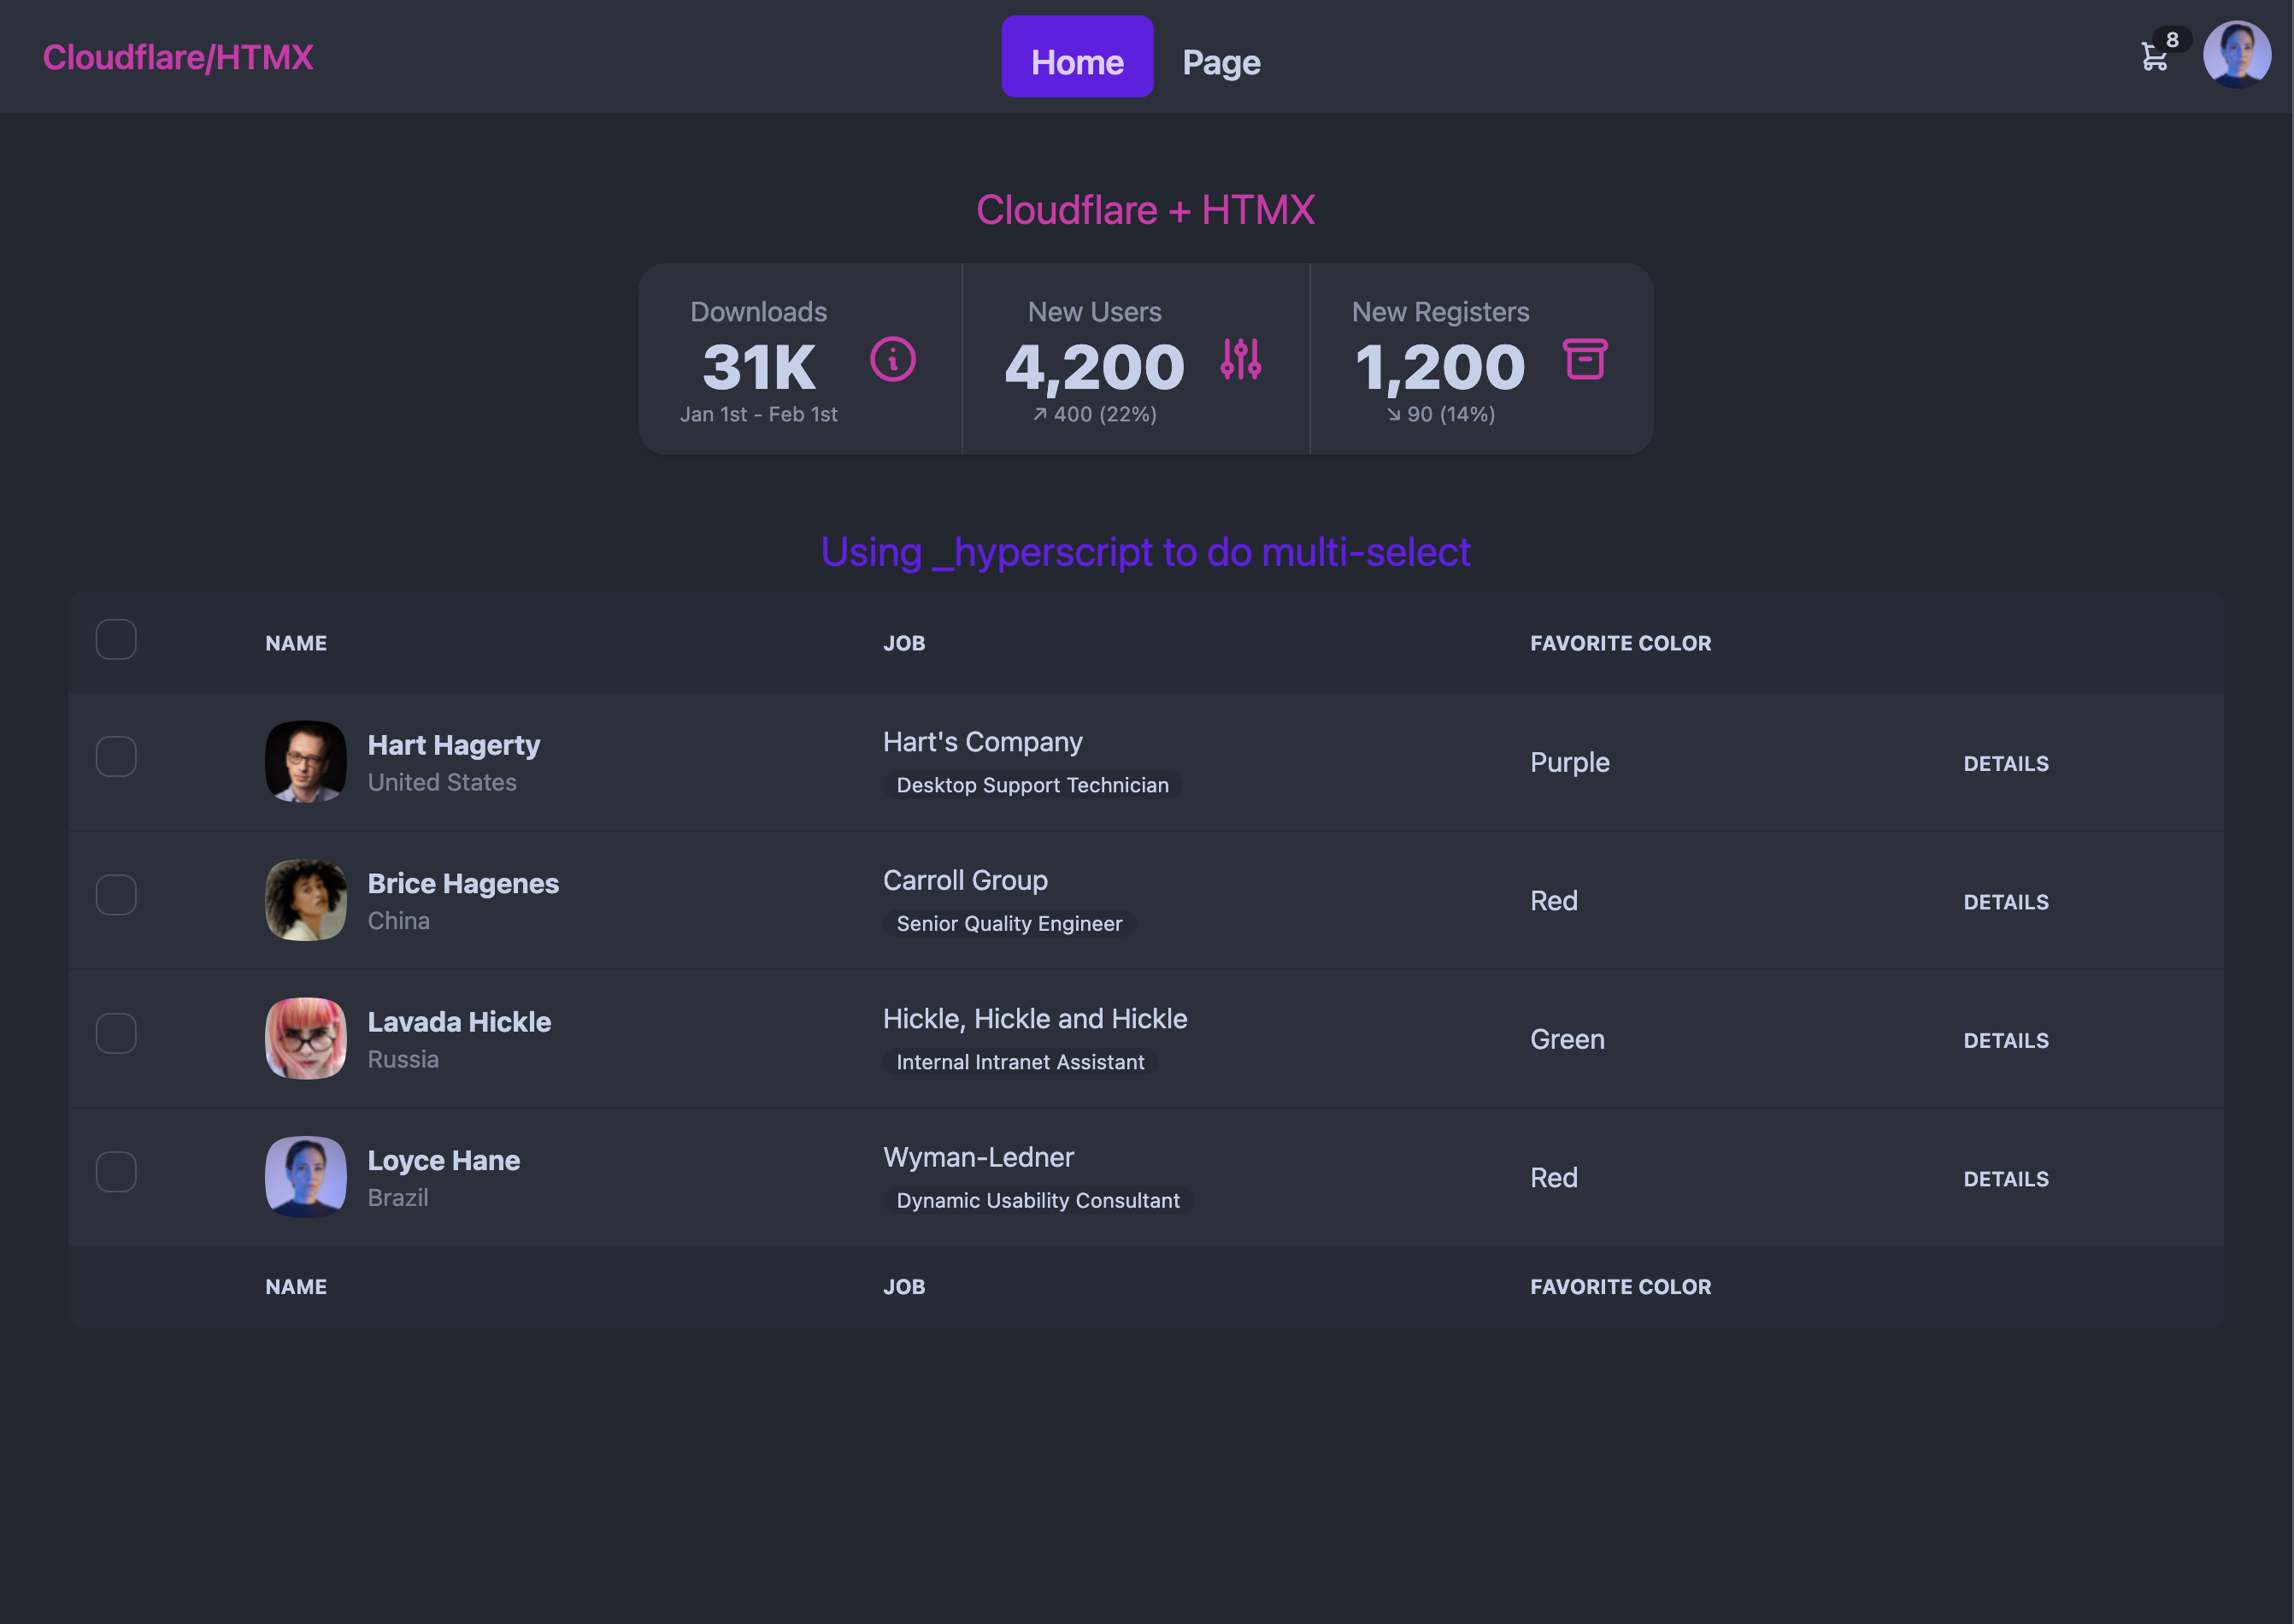 Cloudflare/HTMX
Home
Page
8
Cloudflare + HTMX
Downloads
31K
Jan 1st - Feb 1st
New Users
4,200
↗︎ 400 (22%)
New Registers
1,200
↘︎ 90 (14%)
Using _hyperscript to do multi-select
NAME JOB FAVORITE COLOR
Hart Hagerty
United States
Hart's Company
Desktop Support Technician
Purple
DETAILS
Brice Hagenes
China
Carroll Group
Senior Quality Engineer
Red
DETAILS
Lavada Hickle
Russia
Hickle, Hickle and Hickle
Internal Intranet Assistant
Green
DETAILS
Loyce Hane
Brazil
Wyman-Ledner
Dynamic Usability Consultant
Red
DETAILS
NAME JOB FAVORITE COLOR